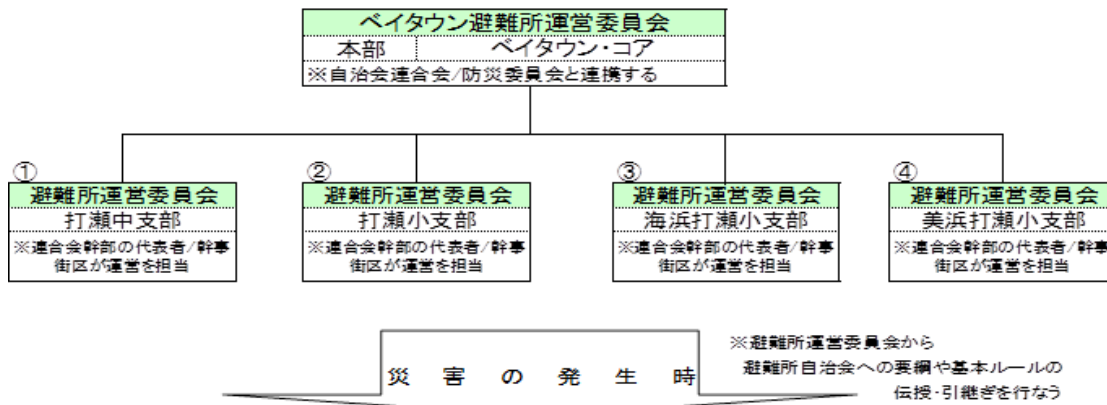 ベイタウン避難所運営委員会
本部 ベイタウン・コア
※自治会連合会/防災委員会と連携する
①
避難所運営委員会
打瀬中支部
※連合会幹部の代表者/幹事
街区が運営を担当
②
避難所運営委員会
打瀬小支部
※連合会幹部の代表者/幹事
街区が運営を担当
③
避難所運営委員会
海浜打瀬小支部
※連合会幹部の代表者/幹事
街区が運営を担当
④
避難所運営委員会
美浜打瀬小支部
※連合会幹部の代表者/幹事
街区が運営を担当
災害の発生時
※避難所運営委員会から
避難所自治会への要綱や基本ルールの
伝授・引継ぎを行なう